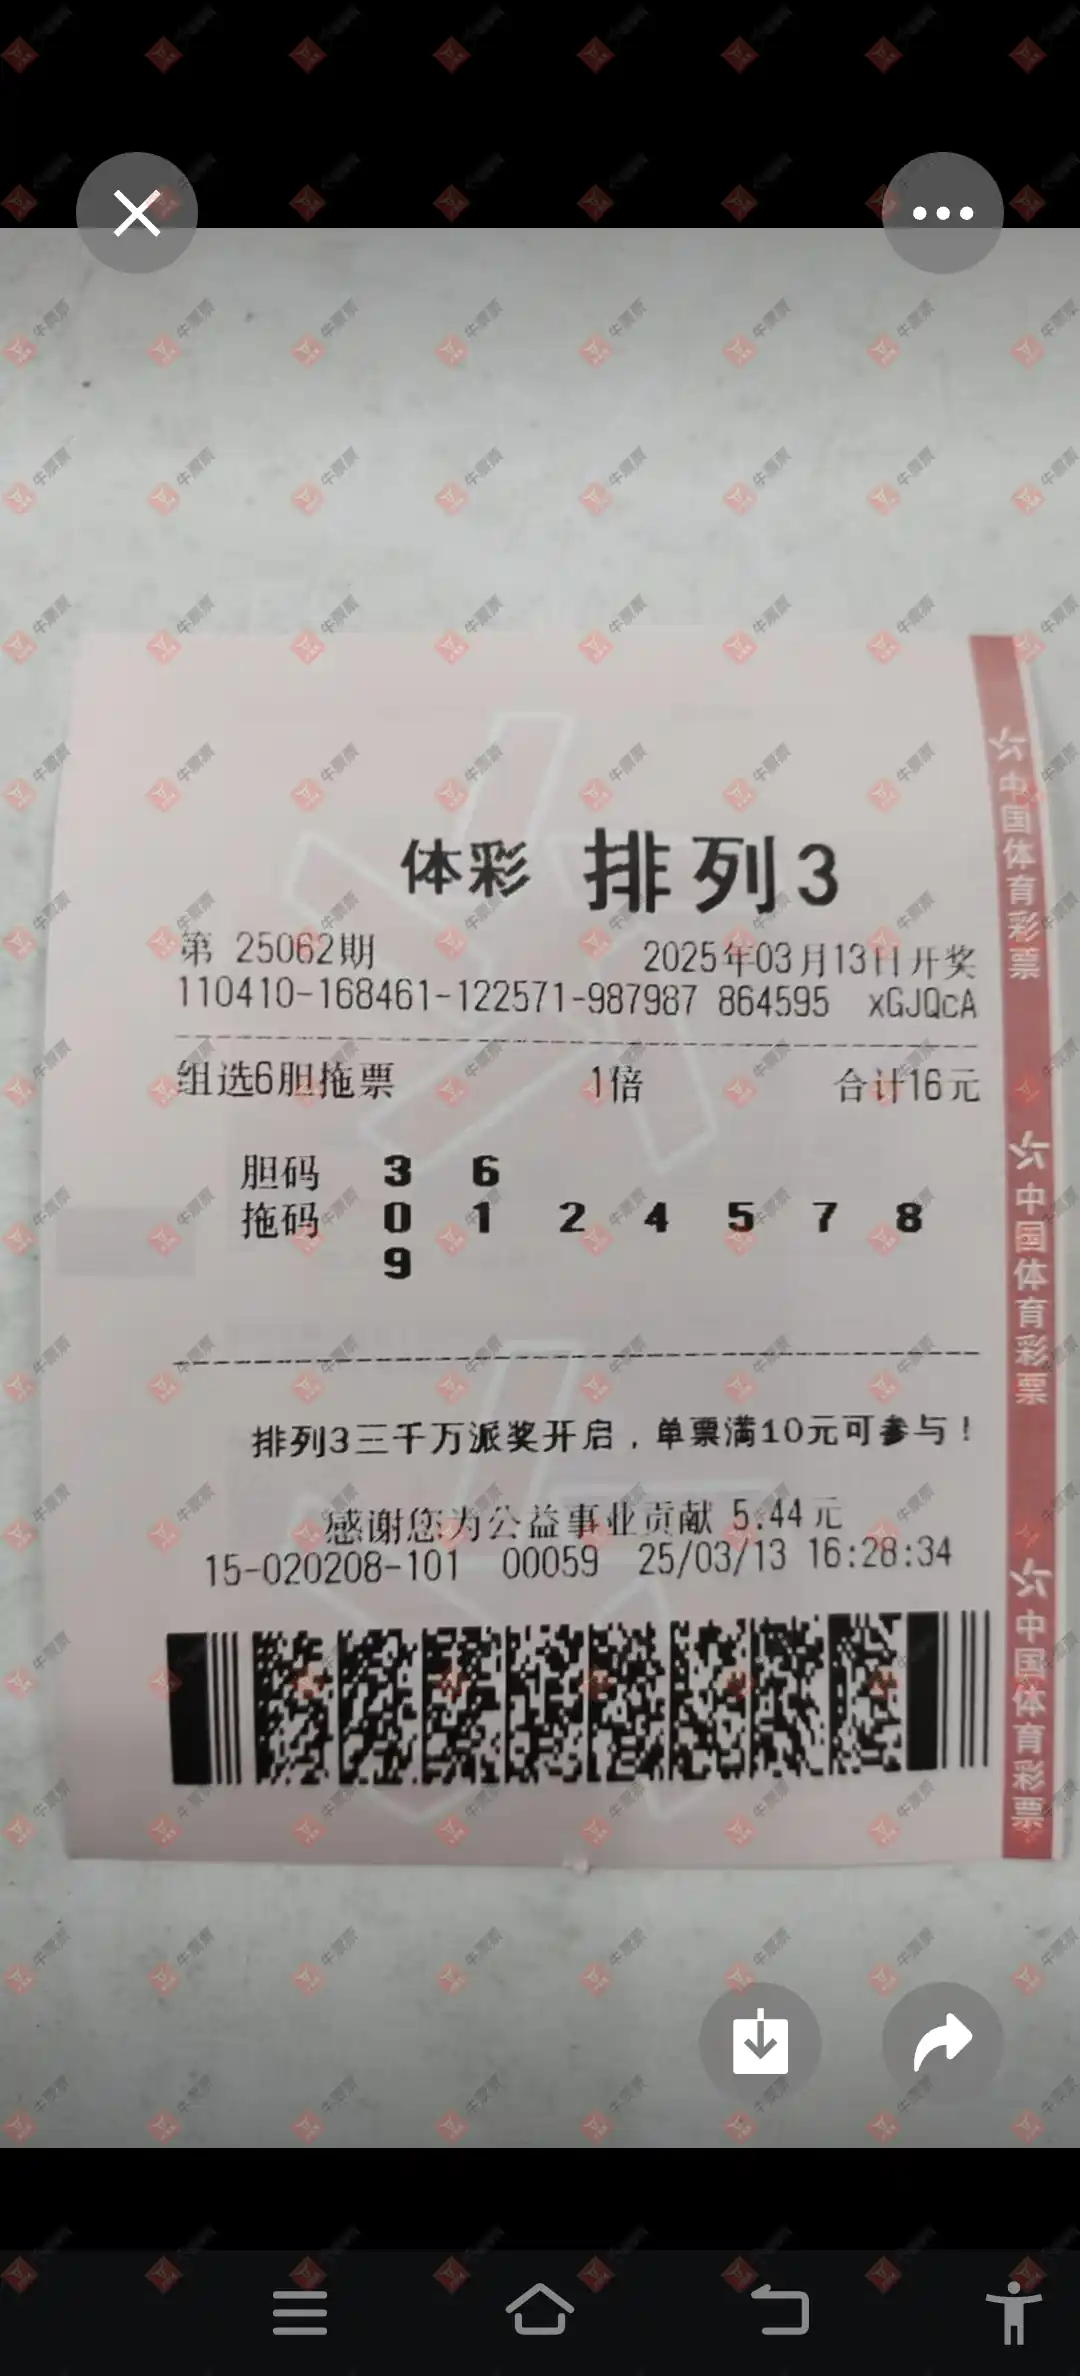 体彩 排列3
第 25062期 2025年03月13日开奖
110410-168461-122571-987987 864595 xGJQcA
组选6胆拖票 1倍 合计16元
胆码 3 6
拖码 0 1 2 4 5 7 8
9
排列3三千万派奖开启，单票满10元可参与！
感谢您为公益事业贡献 5.44元
15-020208-101 00059 25/03/13 16:28:34
中国体育彩票
中国体育彩票
中国体育彩票
牛票票